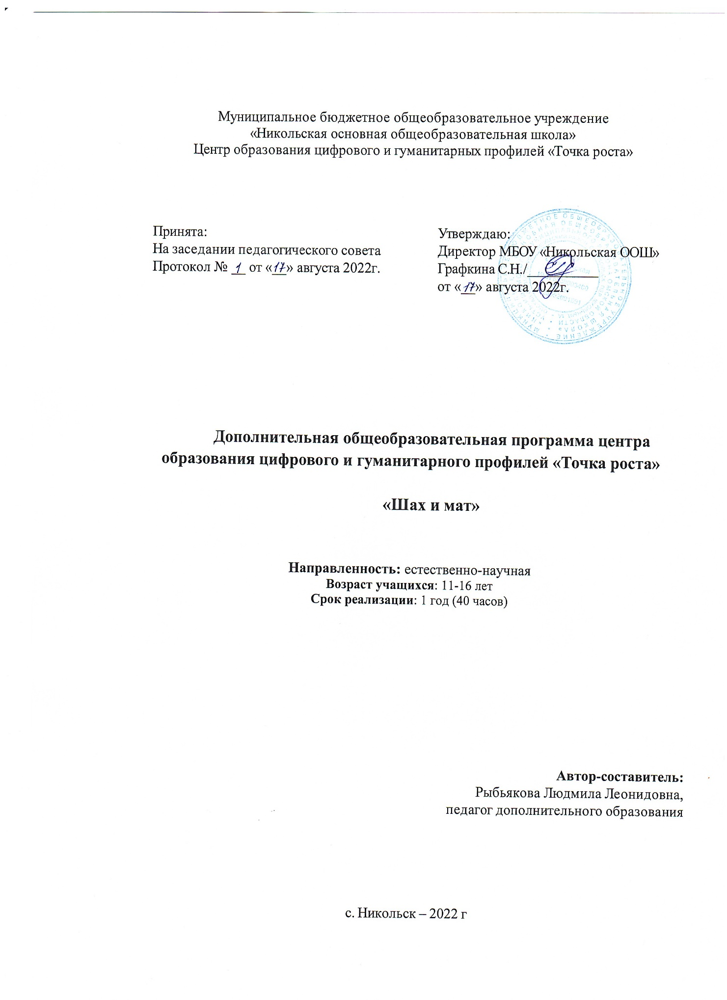 Муниципальное бюджетное общеобразовательное учреждение
«Никольская основная общеобразовательная школа»
Центр образования цифрового и гуманитарных профилей «Точка роста»
Принята:
На заседании педагогического совета
Протокол № 1 от «17» августа 2022г.
Утверждаю:
Директор МБОУ «Никольская ООШ»
Графкина С.Н./
от «17» августа 2022г.
Дополнительная общеобразовательная программа центра
образования цифрового и гуманитарного профилей «Точка роста»
«Шах и мат»
Направленность: естественно-научная
Возраст учащихся: 11-16 лет
Срок реализации: 1 год (40 часов)
Автор-составитель:
Рыбьякова Людмила Леонидовна,
педагог дополнительного образования
с. Никольск – 2022 г